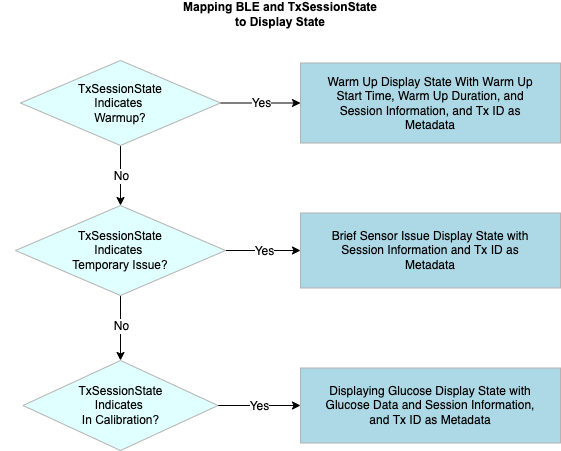 Mapping BLE and TxSessionState
to Display State
TxSessionState
Indicates
Warmup?
Yes
Warm Up Display State With Warm Up
Start Time, Warm Up Duration, and
Session Information, and Tx ID as
Metadata
No
TxSessionState
Indicates
Temporary Issue?
Yes
Brief Sensor Issue Display State with
Session Information and Tx ID as
Metadata
No
TxSessionState
Indicates
In Calibration?
Yes
Displaying Glucose Display State with
Glucose Data and Session Information,
and Tx ID as Metadata